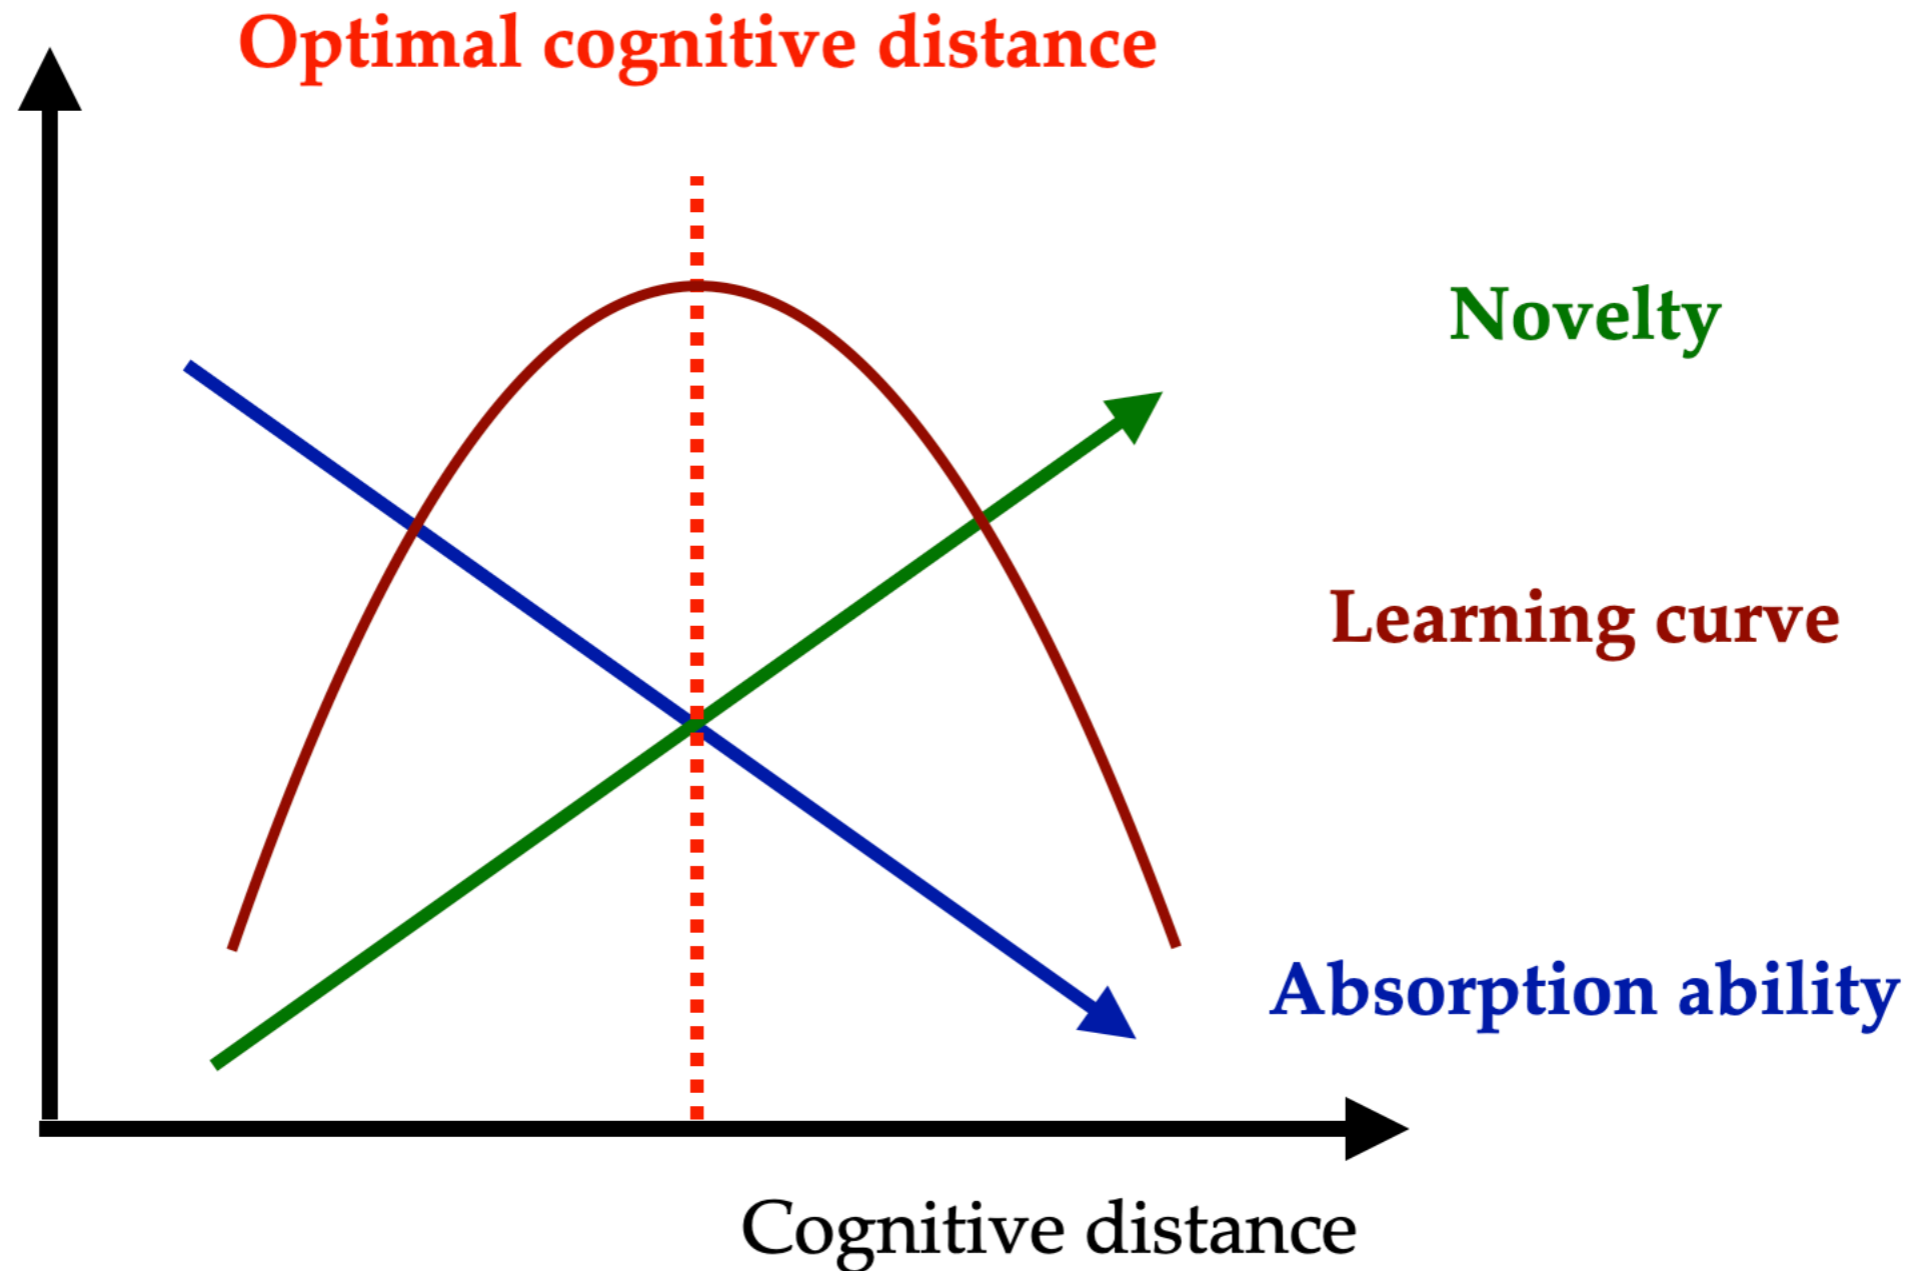 Optimal cognitive distance
Novelty
Learning curve
Absorption ability
Cognitive distance